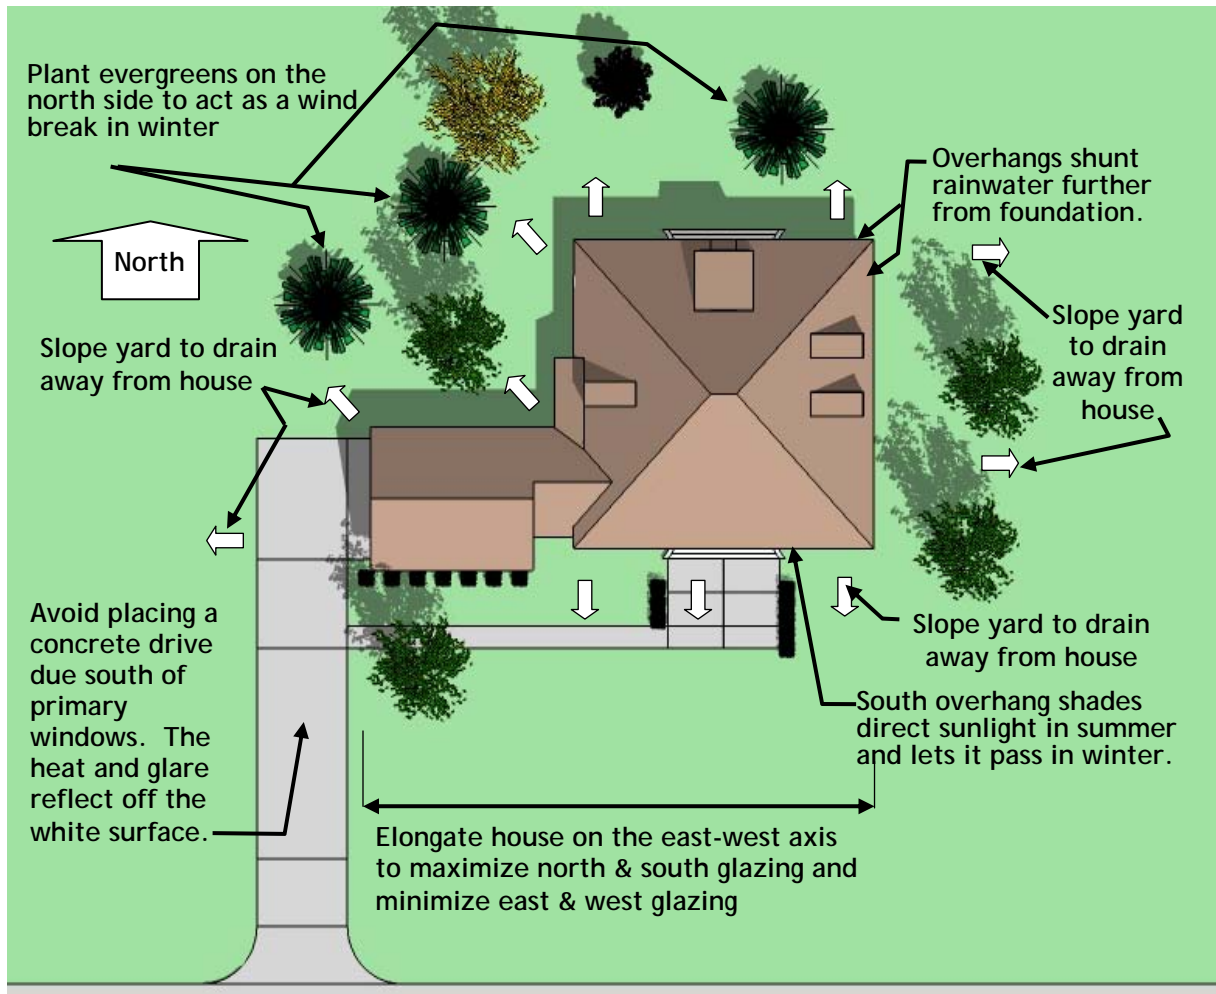 Plant evergreens on the
north side to act as a wind
break in winter
North
Overhangs shunt
rainwater further
from foundation.
Slope yard to drain
away from house
Slope yard
to drain
away from
house
Avoid placing a
concrete drive
due south of
primary
windows.  The
heat and glare
reflect off the
white surface.
Slope yard to drain
away from house
South overhang shades
direct sunlight in summer
and lets it pass in winter.
Elongate house on the east-west axis
to maximize north & south glazing and
minimize east & west glazing